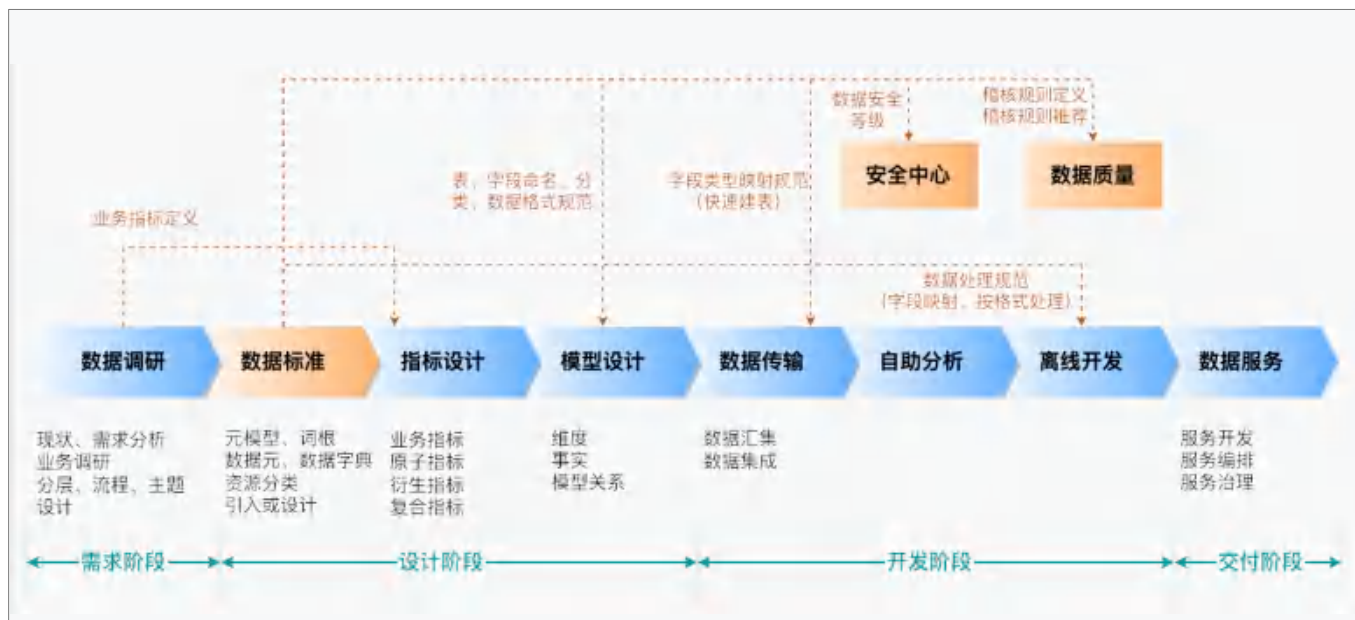 数据安全
等级
稽核规则定义
稽核规则推荐
安全中心
数据质量
表、字段命名、分
类、数据格式规范
字段类型映射规范
(快速建表)
业务指标定义
数据处理规范
(字段映射、按格式处理)
数据调研
数据标准
指标设计
模型设计
数据传输
自助分析
离线开发
数据服务
现状、需求分析
业务调研
分层、流程、主题
设计
元模型、词根
数据元、数据字典
资源分类
引入或设计
业务指标
原子指标
衍生指标
复合指标
维度
事实
模型关系
数据汇集
数据集成
服务开发
服务编排
服务治理
需求阶段
设计阶段
开发阶段
交付阶段